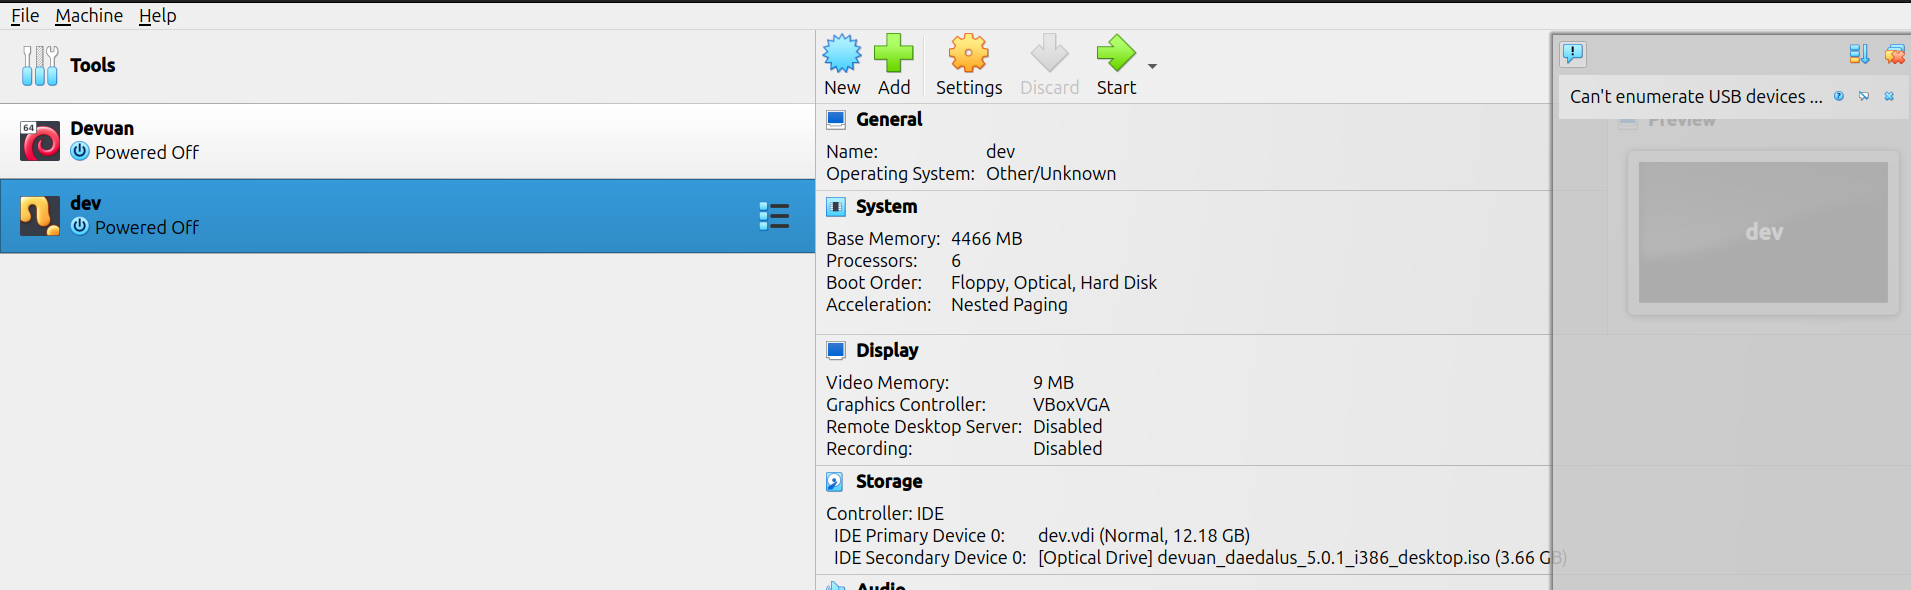 File Machine Help
Tools
New Add Settings Discard Start
64
Devuan
Powered Off
dev
Powered Off
General
Name: dev
Operating System: Other/Unknown
System
Base Memory: 4466 MB
Processors: 6
Boot Order: Floppy, Optical, Hard Disk
Acceleration: Nested Paging
Display
Video Memory: 9 MB
Graphics Controller: VBoxVGA
Remote Desktop Server: Disabled
Recording: Disabled
Storage
Controller: IDE
IDE Primary Device 0: dev.vdi (Normal, 12.18 GB)
IDE Secondary Device 0: [Optical Drive] devuan_daedalus_5.0.1_i386_desktop.iso (3.66 GB)
Audio
Can't enumerate USB devices ...
Preview
dev